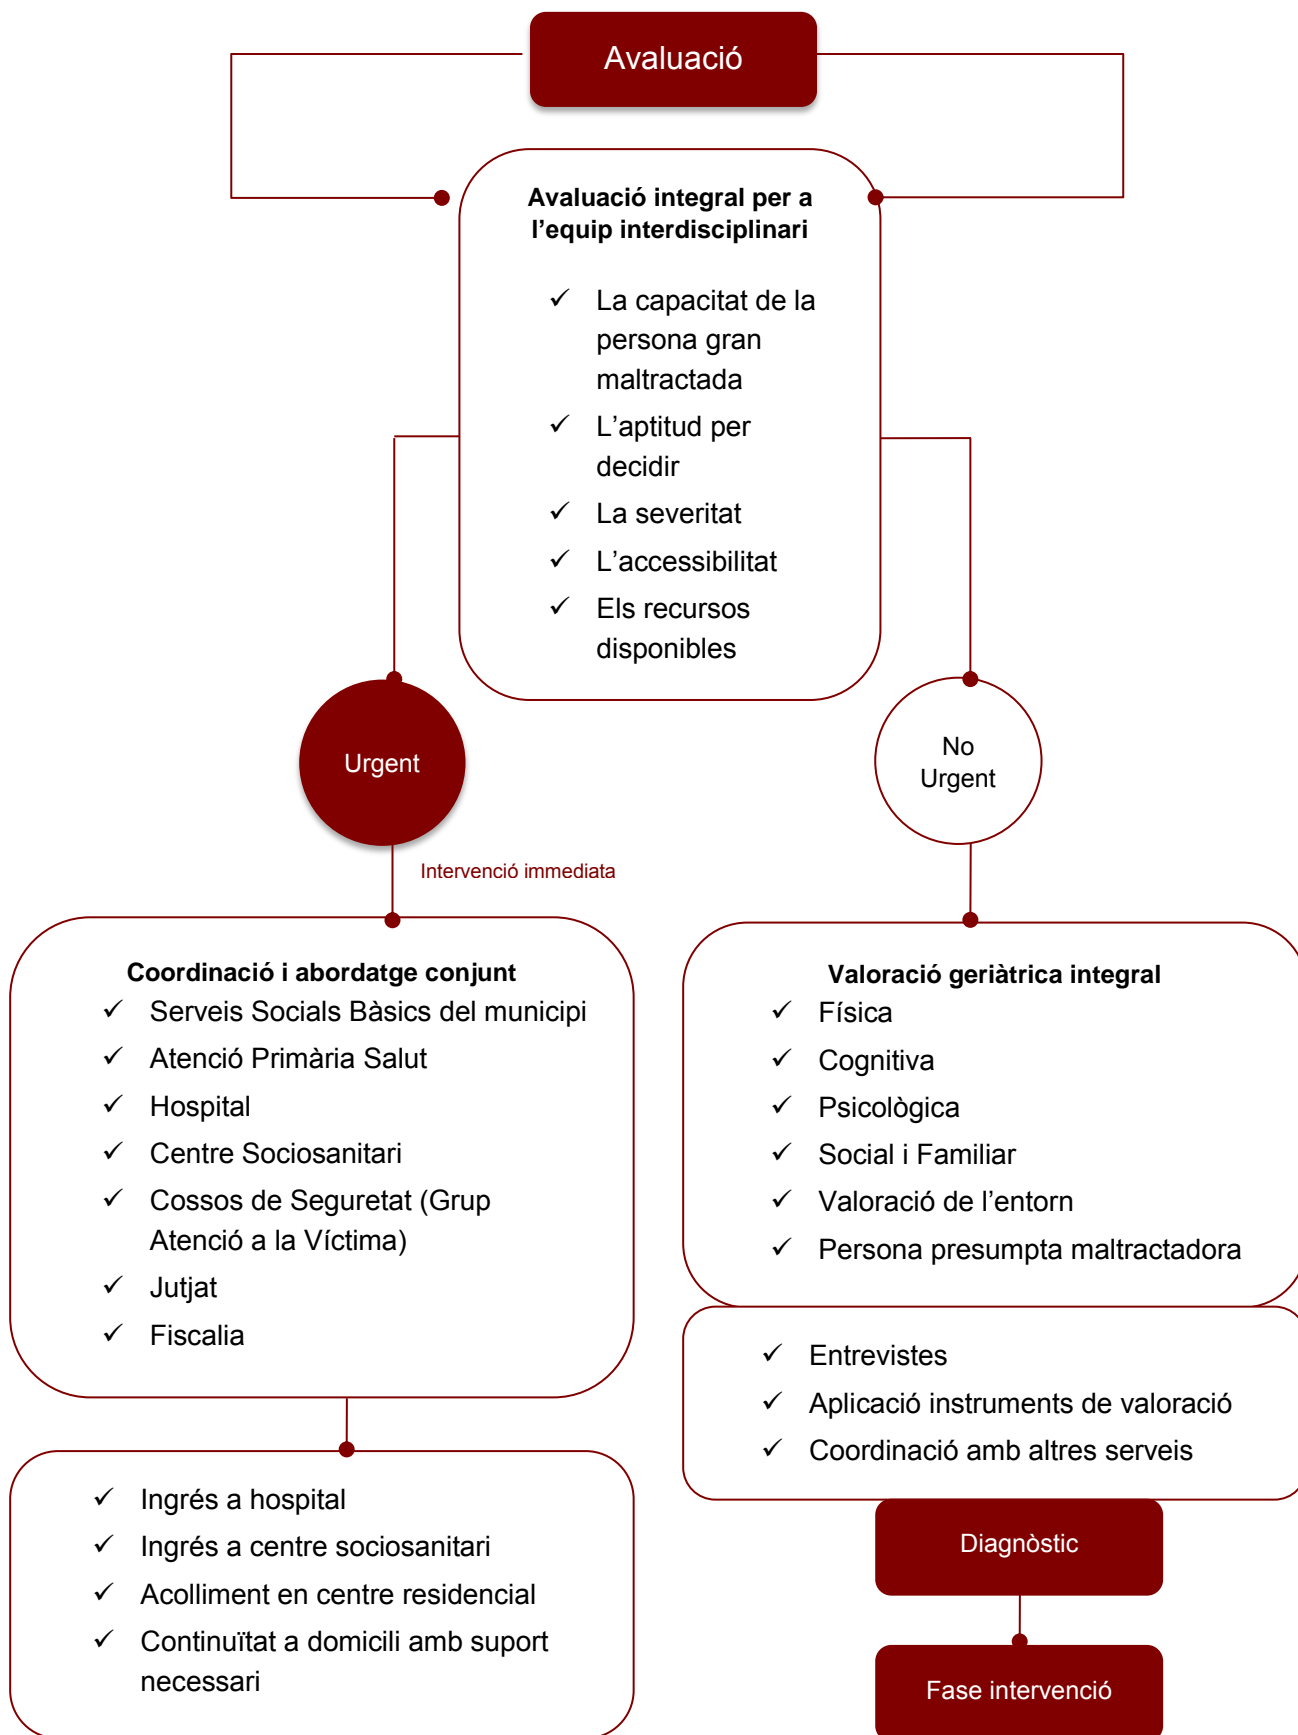 Avaluació
Avaluació integral per a
l’equip interdisciplinari
✓ La capacitat de la
persona gran
maltractada
✓ L’aptitud per
decidir
✓ La severitat
✓ L’accessibilitat
✓ Els recursos
disponibles
Urgent
No
Urgent
Intervenció immediata
Coordinació i abordatge conjunt
✓ Serveis Socials Bàsics del municipi
✓ Atenció Primària Salut
✓ Hospital
✓ Centre Sociosanitari
✓ Cossos de Seguretat (Grup
Atenció a la Víctima)
✓ Jutjat
✓ Fiscalia
✓ Ingrés a hospital
✓ Ingrés a centre sociosanitari
✓ Acolliment en centre residencial
✓ Continuïtat a domicili amb suport
necessari
Valoració geriàtrica integral
✓ Física
✓ Cognitiva
✓ Psicològica
✓ Social i Familiar
✓ Valoració de l’entorn
✓ Persona presumpta maltractadora
✓ Entrevistes
✓ Aplicació instruments de valoració
✓ Coordinació amb altres serveis
Diagnòstic
Fase intervenció